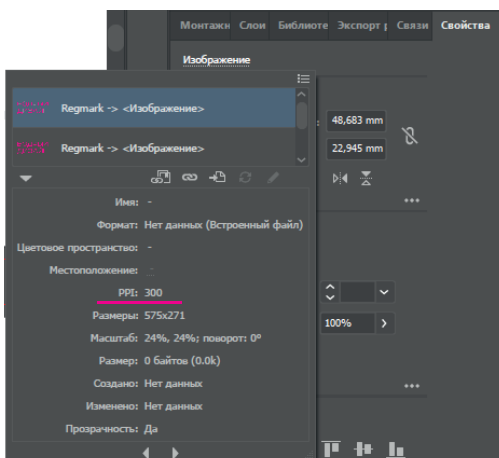 Монтажн Слои Библиоте Экспорт р Связи Свойства
Изображение
Regmark -> <Изображение>
Regmark -> <Изображение>
48,683 mm
22,945 mm
Имя: -
Формат: Нет данных (Встроенный файл)
Цветовое пространство: -
Местоположение: -
PPI: 300
Размеры: 575x271
Масштаб: 24%, 24%; поворот: 0°
Размер: 0 байтов (0.0k)
Создано: Нет данных
Изменено: Нет данных
Прозрачность: Да
100%